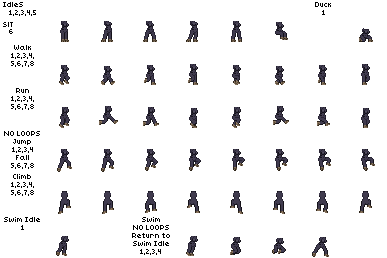 IdleS
1,2,3,4,5
Duck
1
SIT
6
Walk
1,2,3,4,
5,6,7,8
Run
1,2,3,4,
5,6,7,8
NO LOOPS
Jump
1,2,3,4
Fall
5,6,7,8
Climb
1,2,3,4,
5,6,7,8
Swim Idle
1
Swim
NO LOOPS
Return to
Swim Idle
1,2,3,4